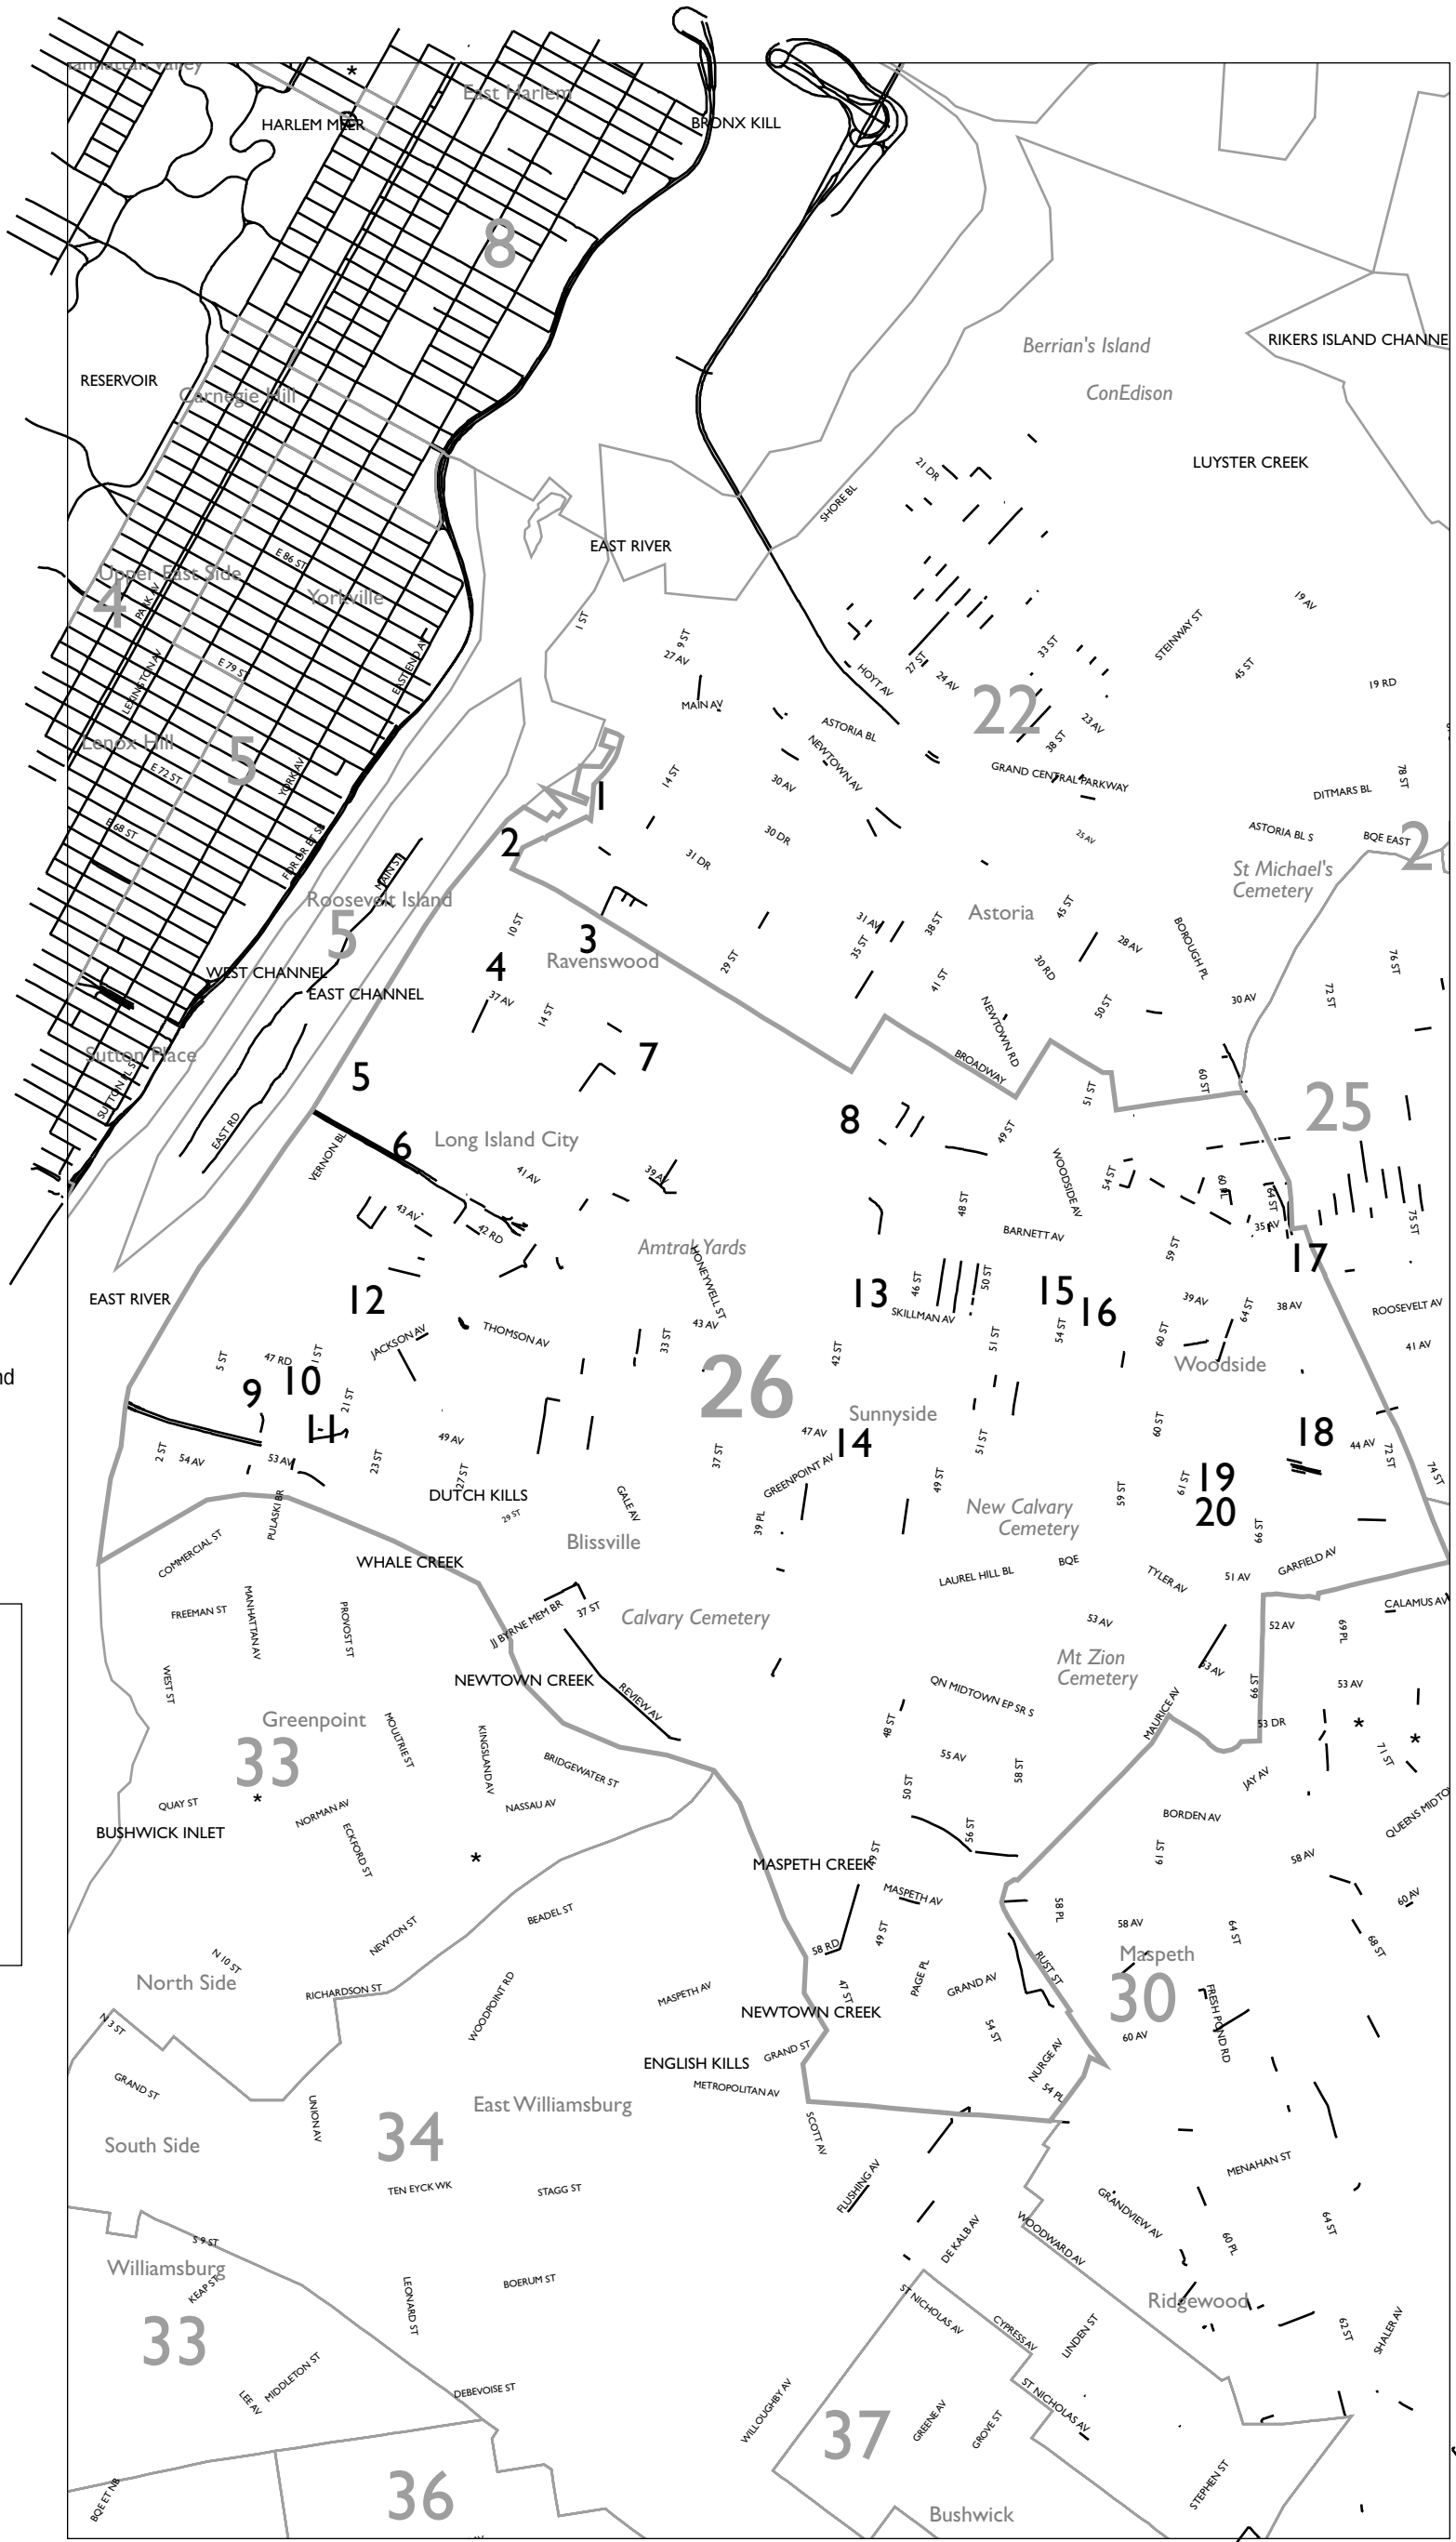 East Harlem
HARLEM MEER
BRONX KILL
8
Berrian's Island
RIKERS ISLAND CHANNE
RESERVOIR
Carnegie Hill
ConEdison
LUYSTER CREEK
21 DR
SHORE BL
EAST RIVER
E 86 ST
Upper East Side
4
PARK AV
Yorkville
1 ST
9 ST
27 AV
19 AV
STEINWAY ST
33 ST
45 ST
27 ST
24 AV
HOYT AV
19 RD
E 79 ST
LEXINGTON AV
EAST END AV
MAIN AV
22
23 AV
38 ST
ASTORIA BL
NEWTOWN AV
Lenox Hill
5
E 72 ST
YORK AV
14 ST
30 AV
GRAND CENTRAL PARKWAY
78 ST
DITMARS BL
1
E 68 ST
2
30 DR
25 AV
ASTORIA BL S
BQE EAST
2
31 DR
St Michael's
Cemetery
MAIN ST
Roosevelt Island
5
10 ST
3
31 AV
38 ST
Astoria
45 ST
35 ST
28 AV
BOROUGH PL
4
Ravenswood
29 ST
30 RD
76 ST
WEST CHANNEL
EAST CHANNEL
37 AV
14 ST
41 ST
50 ST
30 AV
72 ST
NEWTOWN RD
Sutton Place
SUTTON PL S
5
7
BROADWAY
60 ST
51 ST
25
8
EAST RD
6
Long Island City
VERNON BL
49 ST
41 AV
39 AV
WOODSIDE AV
54 ST
60 PL
64 ST
48 ST
43 AV
42 RD
BARNETT AV
35 AV
75 ST
Amtrak Yards
HONEYWELL ST
59 ST
17
EAST RIVER
12
13
46 ST
50 ST
15
16
39 AV
64 ST
38 AV
ROOSEVELT AV
SKILLMAN AV
nd
JACKSON AV
THOMSON AV
33 ST
43 AV
51 ST
54 ST
60 ST
41 AV
5 ST
47 RD
1 ST
42 ST
Woodside
9
10
26
11
21 ST
Sunnyside
14
47 AV
51 ST
60 ST
18
44 AV
2 ST
54 AV
53 AV
23 ST
49 AV
27 ST
37 ST
GREENPOINT AV
49 ST
59 ST
61 ST
19
20
72 ST
74 ST
DUTCH KILLS
29 ST
GALE AV
39 PL
New Calvary
Cemetery
66 ST
PULASKI BR
COMMERCIAL ST
WHALE CREEK
Blissville
LAUREL HILL BL
BQE
TYLER AV
51 AV
GARFIELD AV
FREEMAN ST
MANHATTAN AV
PROVOST ST
JJ BYRNE MEM BR
37 ST
Calvary Cemetery
53 AV
52 AV
69 PL
CALAMUS AV
WEST ST
NEWTOWN CREEK
REVIEW AV
Mt Zion
Cemetery
53 AV
66 ST
53 AV
QN MIDTOWN EP SR S
MAURICE AV
Greenpoint
33
MOULTRIE ST
KINGSLAND AV
48 ST
53 DR
71 ST
BRIDGEWATER ST
55 AV
58 ST
50 ST
JAY AV
QUAY ST
NORMAN AV
NASSAU AV
BORDEN AV
QUEENS MIDTO
BUSHWICK INLET
ECKFORD ST
56 ST
61 ST
58 AV
MASPETH CREEK
49 ST
MASPETH AV
60 AV
BEADEL ST
NEWTON ST
58 RD
49 ST
58 PL
58 AV
64 ST
68 ST
N 10 ST
North Side
RICHARDSON ST
WOODPOINT RD
MASPETH AV
47 ST
PAGE PL
GRAND AV
RUST ST
Maspeth
30
FRESH POND RD
N 3 ST
NEWTOWN CREEK
54 ST
60 AV
GRAND ST
ENGLISH KILLS
GRAND ST
METROPOLITAN AV
NURGE AV
54 PL
UNION AV
34
East Williamsburg
SCOTT AV
South Side
MENAHAN ST
TEN EYCK WK
STAGG ST
FLUSHING AV
GRANDVIEW AV
64 ST
S 9 ST
Williamsburg
KEAP ST
DE KALB AV
WOODWARD AV
60 PL
LEONARD ST
BOERUM ST
ST NICHOLAS AV
Ridgewood
33
CYPRESS AV
LINDEN ST
62 ST
SHALER AV
LEE AV
MIDDLETON ST
DEBEVOISE ST
WILLOUGHBY AV
37
GREENE AV
GROVE ST
ST NICHOLAS AV
36
BQE ET NB
STEPHEN ST
Bushwick